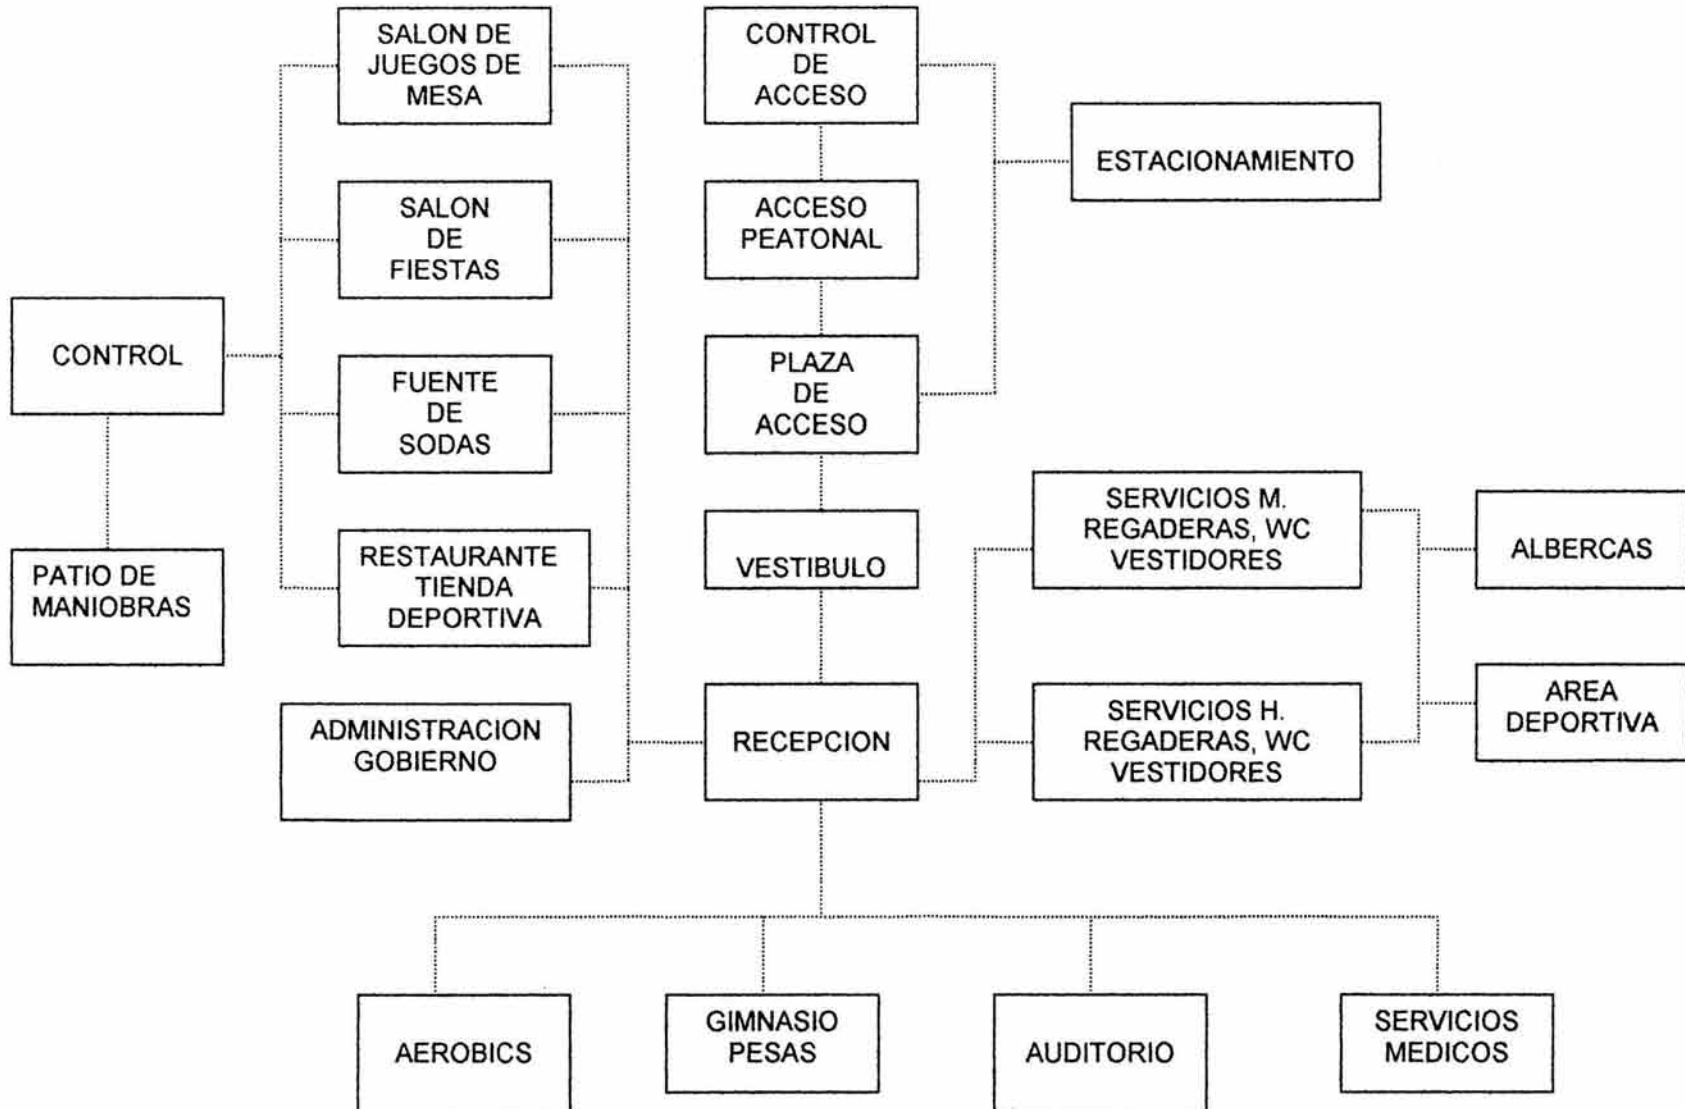 SALON DE
JUEGOS DE
MESA
CONTROL
DE
ACCESO
ESTACIONAMIENTO
SALON
DE
FIESTAS
ACCESO
PEATONAL
CONTROL
FUENTE
DE
SODAS
PLAZA
DE
ACCESO
PATIO DE
MANIOBRAS
RESTAURANTE
TIENDA
DEPORTIVA
VESTIBULO
SERVICIOS M.
REGADERAS, WC
VESTIDORES
ALBERCAS
ADMINISTRACION
GOBIERNO
RECEPCION
SERVICIOS H.
REGADERAS, WC
VESTIDORES
AREA
DEPORTIVA
AEROBICS
GIMNASIO
PESAS
AUDITORIO
SERVICIOS
MEDICOS